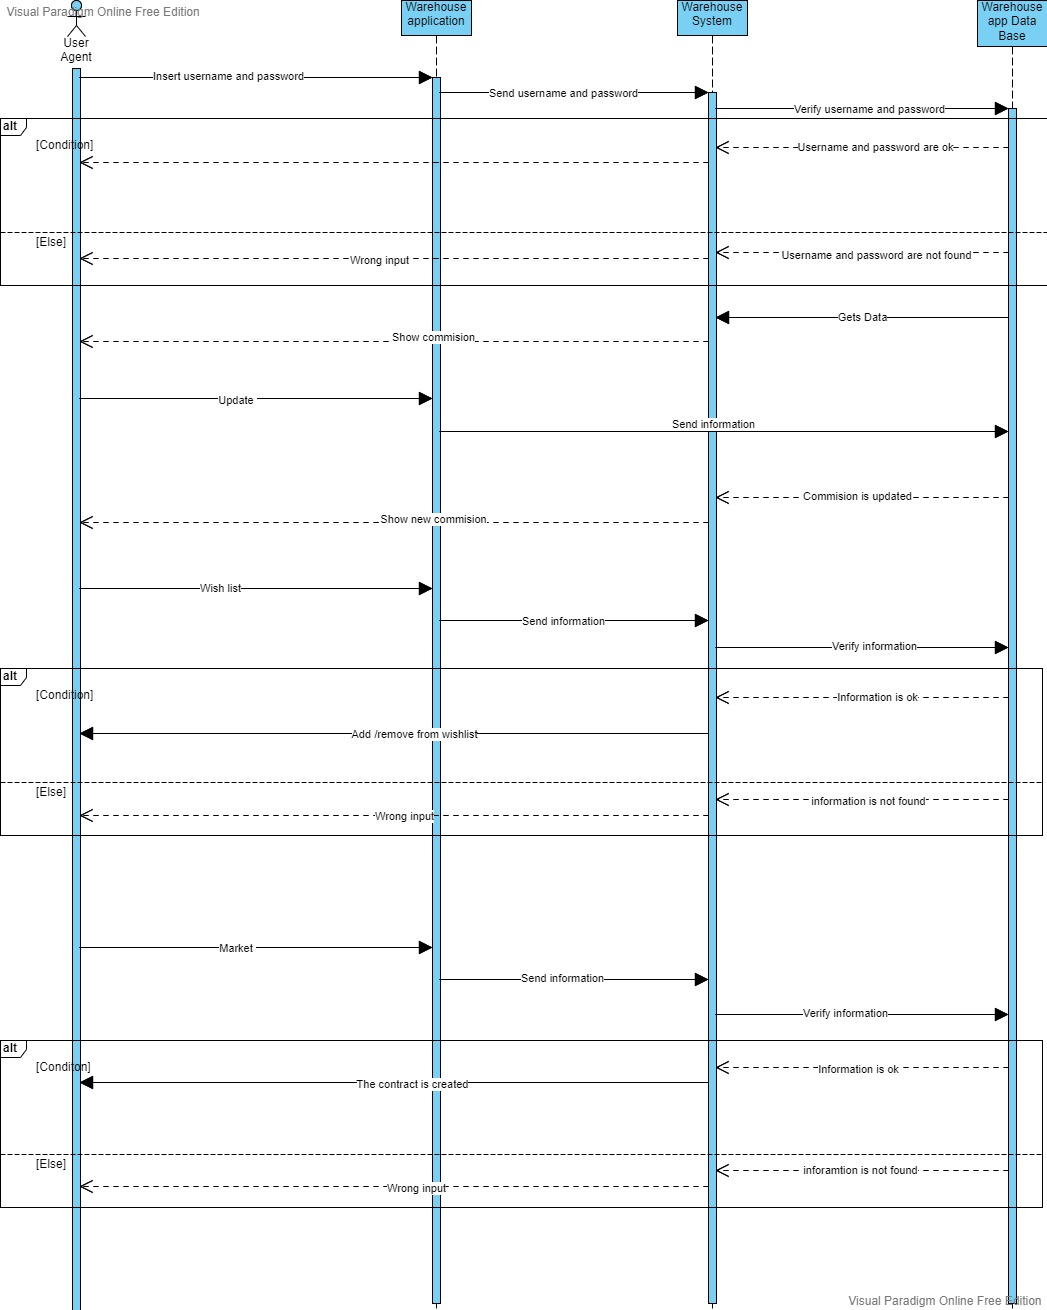 Visual Paradigm Online Free Edition
User
Agent
Warehouse
application
Warehouse
System
Warehouse
app Data
Base
Insert username and password
Send username and password
Verify username and password
alt
[Condition]
Username and password are ok
[Else]
Username and password are not found
Wrong input
Gets Data
Show commision
Update
Send information
Commision is updated
Show new commision
Wish list
Send information
Verify information
alt
[Condition]
Information is ok
Add /remove from wishlist
[Else]
information is not found
Wrong input
Market
Send information
Verify information
alt
[Conditon]
Information is ok
The contract is created
[Else]
inforamtion is not found
Wrong input
Visual Paradigm Online Free Edition